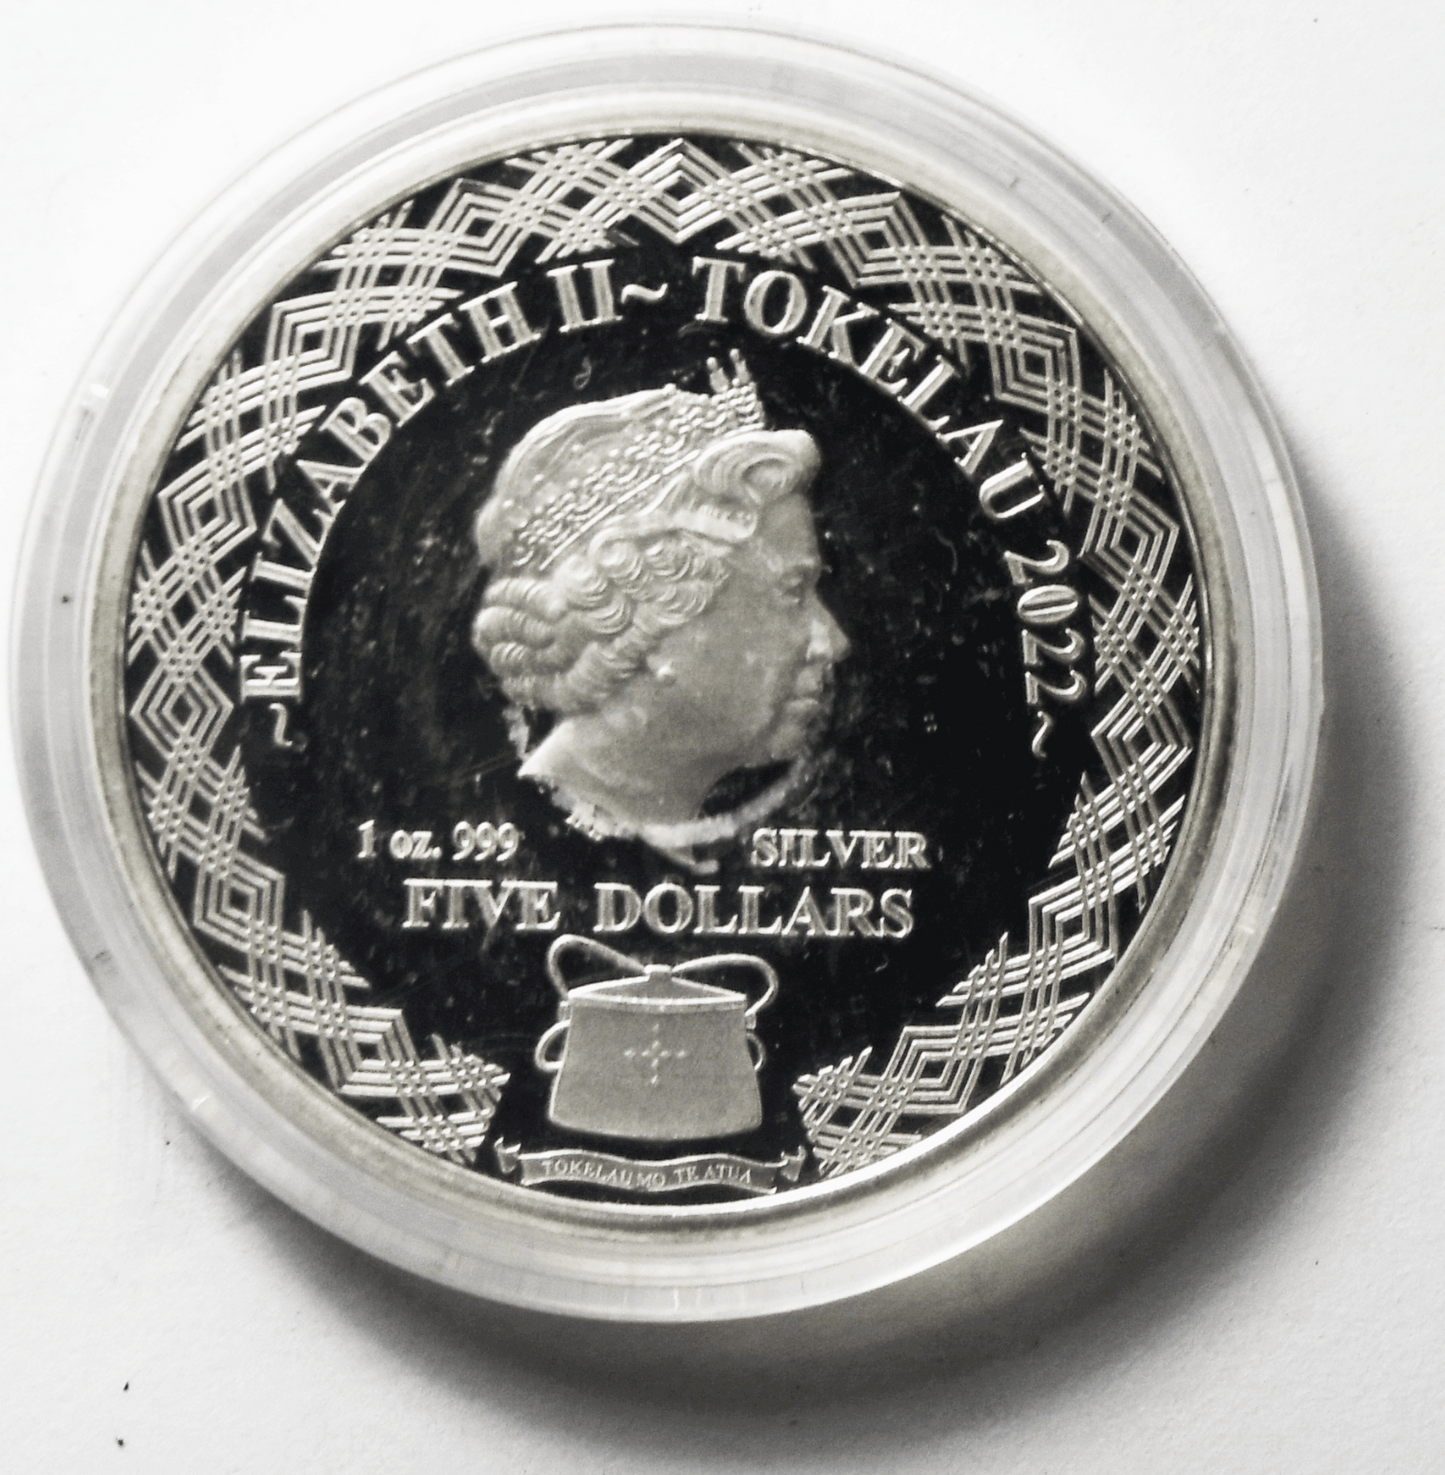 ~ ELIZABETH II ~ TOKELAU 2022 ~
1 oz. 999 SILVER
FIVE DOLLARS
TOKELAU MO TE ATUA